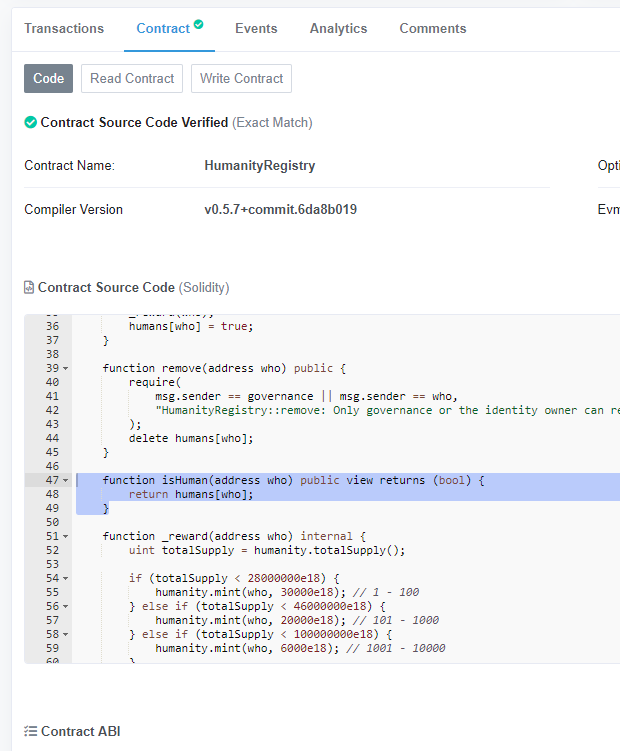 Transactions Contract Events Analytics Comments
Code Read Contract Write Contract
Contract Source Code Verified (Exact Match)
Contract Name: HumanityRegistry Opti
Compiler Version v0.5.7+commit.6da8b019 Evm
Contract Source Code (Solidity)
36 humans[who] = true;
37 }
38
39 function remove(address who) public {
40 require(
41 msg.sender == governance || msg.sender == who,
42 "HumanityRegistry::remove: Only governance or the identity owner can re
43 );
44 delete humans[who];
45 }
46
47 function isHuman(address who) public view returns (bool) {
48 return humans[who];
49 }
50
51 function _reward(address who) internal {
52 uint totalSupply = humanity.totalSupply();
53
54 if (totalSupply < 28000000e18) {
55 humanity.mint(who, 30000e18); // 1 - 100
56 } else if (totalSupply < 46000000e18) {
57 humanity.mint(who, 20000e18); // 101 - 1000
58 } else if (totalSupply < 100000000e18) {
59 humanity.mint(who, 6000e18); // 1001 - 10000
60 }
Contract ABI